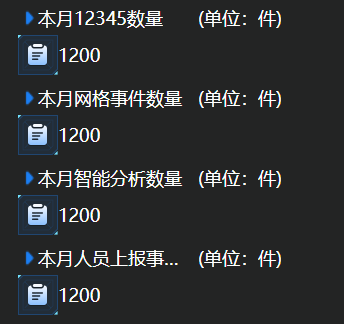 本月12345数量 (单位：件)
1200
本月网格事件数量 (单位：件)
1200
本月智能分析数量 (单位：件)
1200
本月人员上报事... (单位：件)
1200